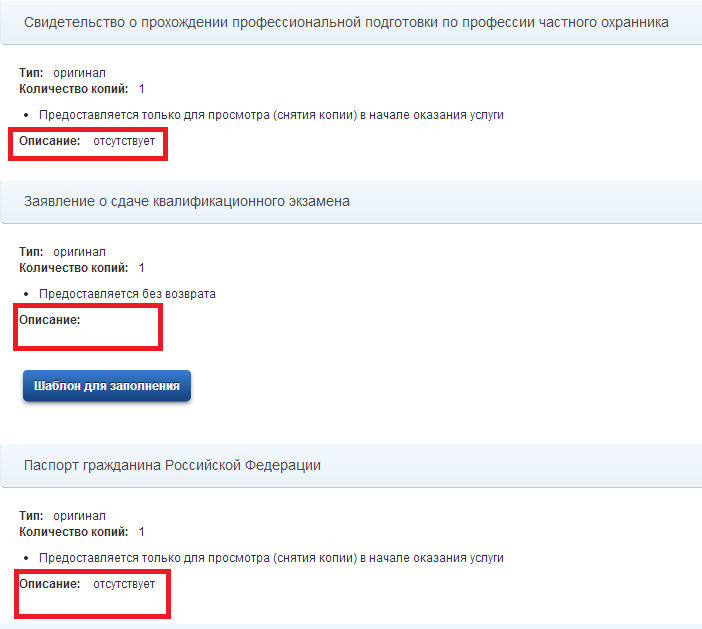 Свидетельство о прохождении профессиональной подготовки по профессии частного охранника
Тип: оригинал
Количество копий: 1
• Предоставляется только для просмотра (снятия копии) в начале оказания услуги
Описание: отсутствует
Заявление о сдаче квалификационного экзамена
Тип: оригинал
Количество копий: 1
• Предоставляется без возврата
Описание:
Шаблон для заполнения
Паспорт гражданина Российской Федерации
Тип: оригинал
Количество копий: 1
• Предоставляется только для просмотра (снятия копии) в начале оказания услуги
Описание: отсутствует